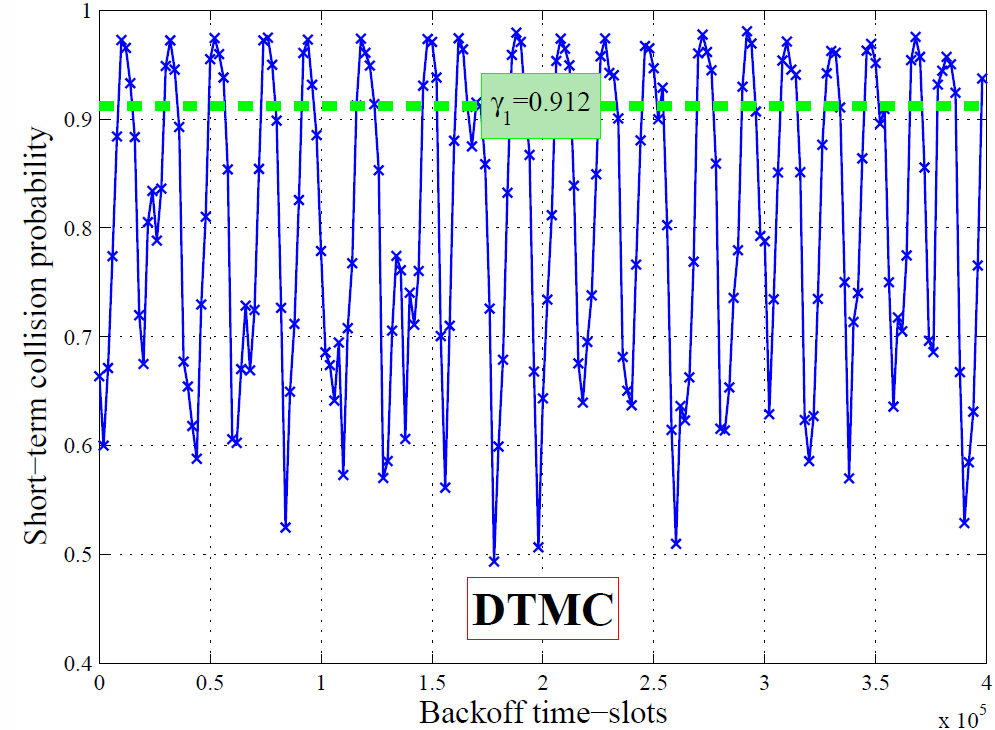 1
0.9
0.8
0.7
0.6
0.5
0.4
Short−term collision probability
γ1=0.912
DTMC
0 0.5 1 1.5 2 2.5 3 3.5 4
x 10^5
Backoff time−slots